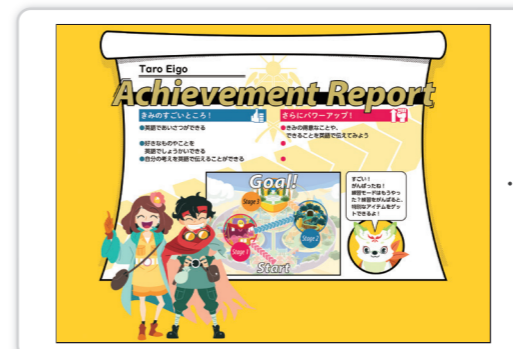 Taro Eigo
Achievement Report
きみのすごいところ！
●英語であいさつができる
●好きなものやことを
英語でしょうかいできる
●自分の考えを英語で伝えることができる
さらにパワーアップ！
●きみの得意なことや、
できることを英語で伝えてみよう
●
●
Goal!
Stage 3
Stage 2
Stage 1
Start
すごい！
がんばったね！
練習モードはもうやっ
た？練習をがんばると、
特別なアイテムをゲッ
トできるよ！